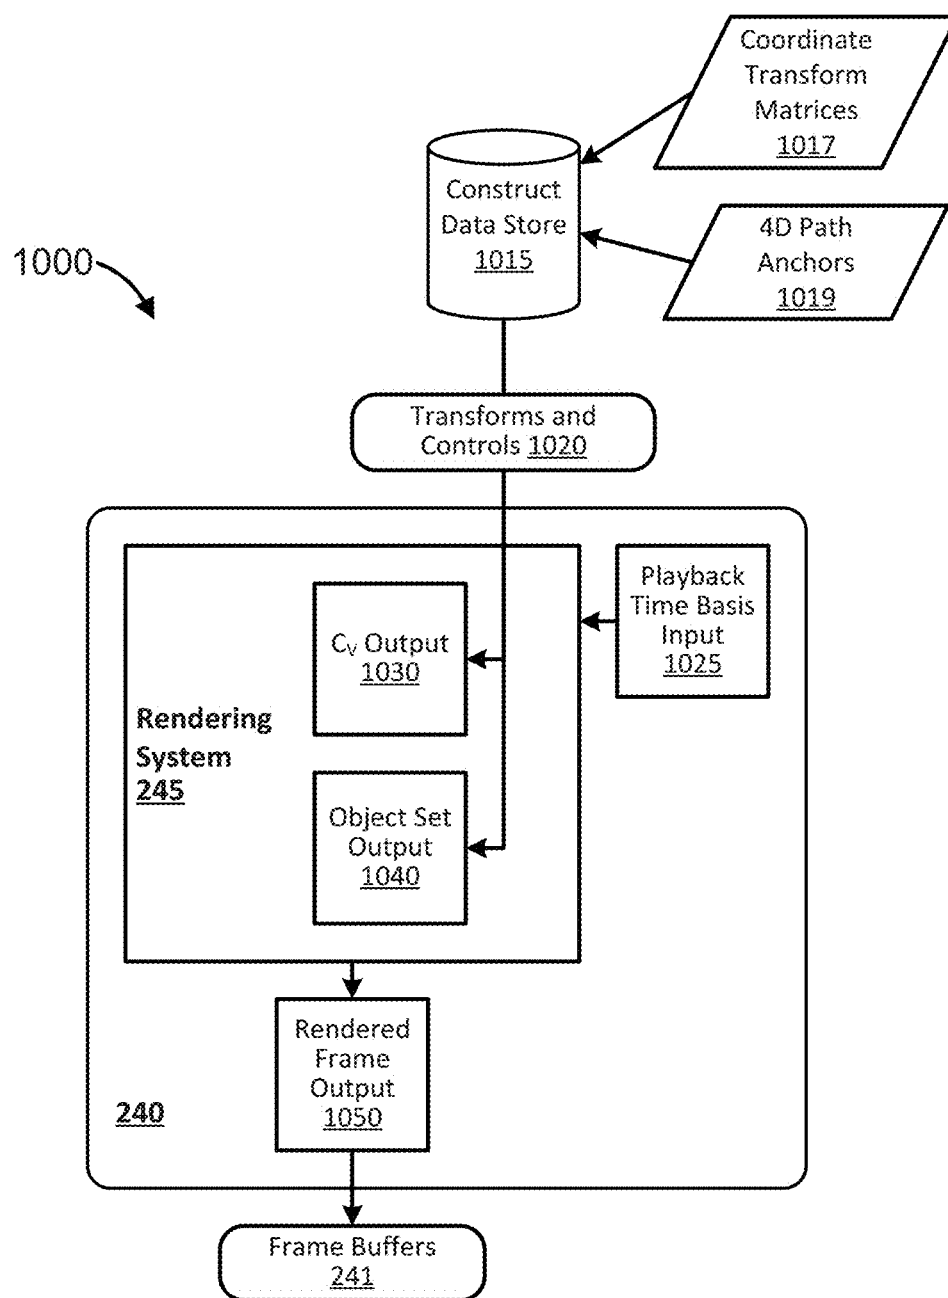 Coordinate
Transform
Matrices
1017
Construct
Data Store
1015
4D Path
Anchors
1019
1000
Transforms and
Controls 1020
Playback
Time Basis
Input
1025
Cv Output
1030
Rendering
System
245
Object Set
Output
1040
Rendered
Frame
Output
1050
240
Frame Buffers
241